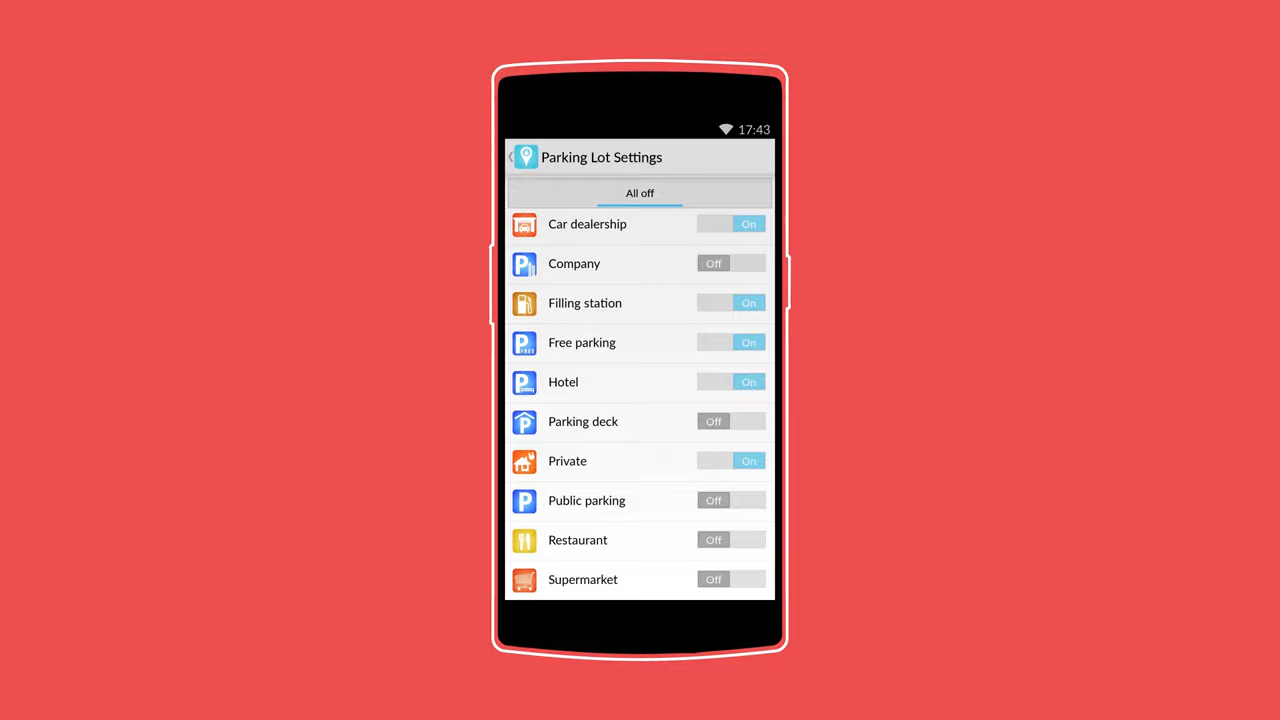 17:43
Parking Lot Settings
All off
Car dealership On
P Company Off
Filling station On
P FREE Free parking On
P Hotel On
P Parking deck Off
Private On
P Public parking Off
Restaurant Off
Supermarket Off